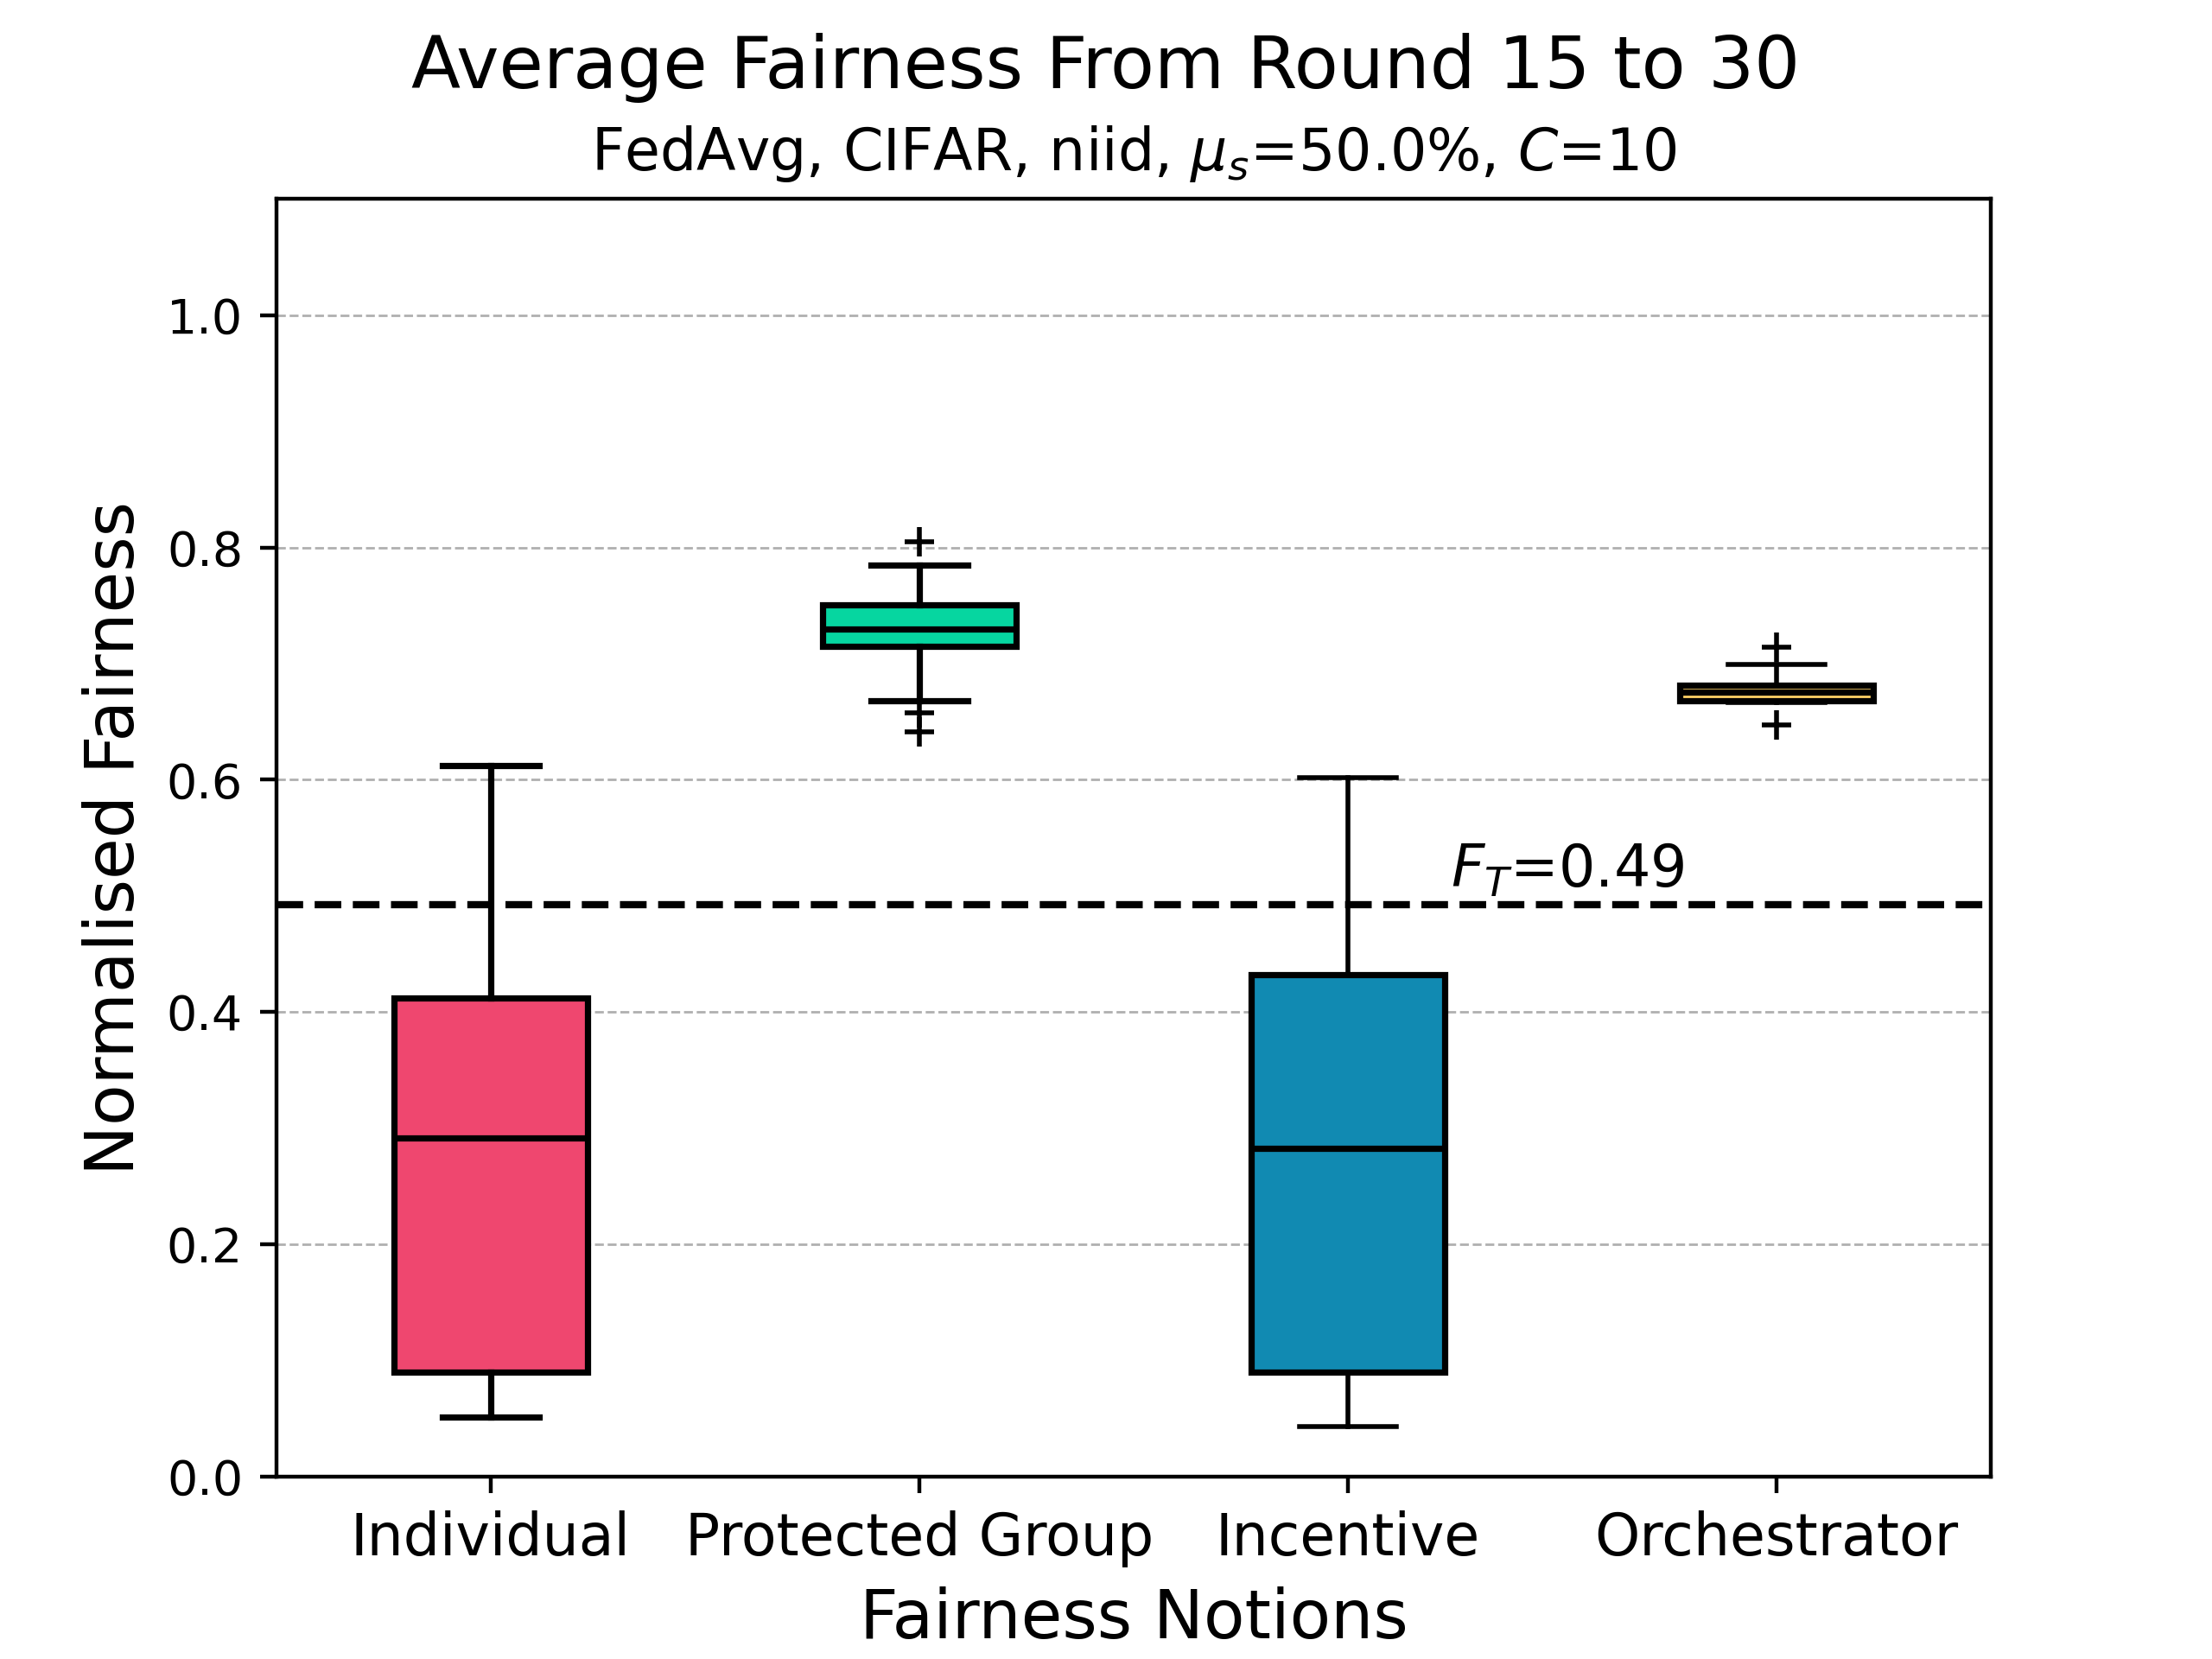 Average Fairness From Round 15 to 30
FedAvg, CIFAR, niid, μₛ=50.0%, C=10
Normalised Fairness
1.0
0.8
0.6
0.4
0.2
0.0
F_T=0.49
Individual Protected Group Incentive Orchestrator
Fairness Notions